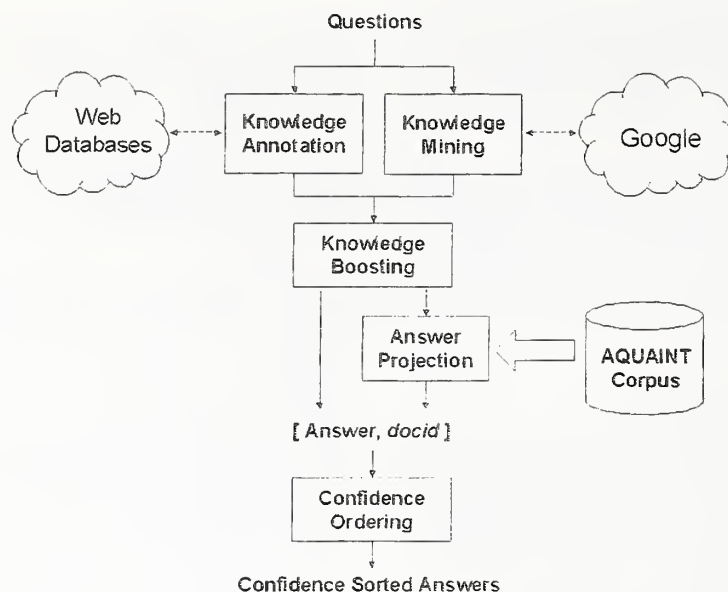 Questions
Web
Databases
Knowledge
Annotation
Knowledge
Mining
Google
Knowledge
Boosting
Answer
Projection
AQUAINT
Corpus
[ Answer, docid ]
Confidence
Ordering
Confidence Sorted Answers